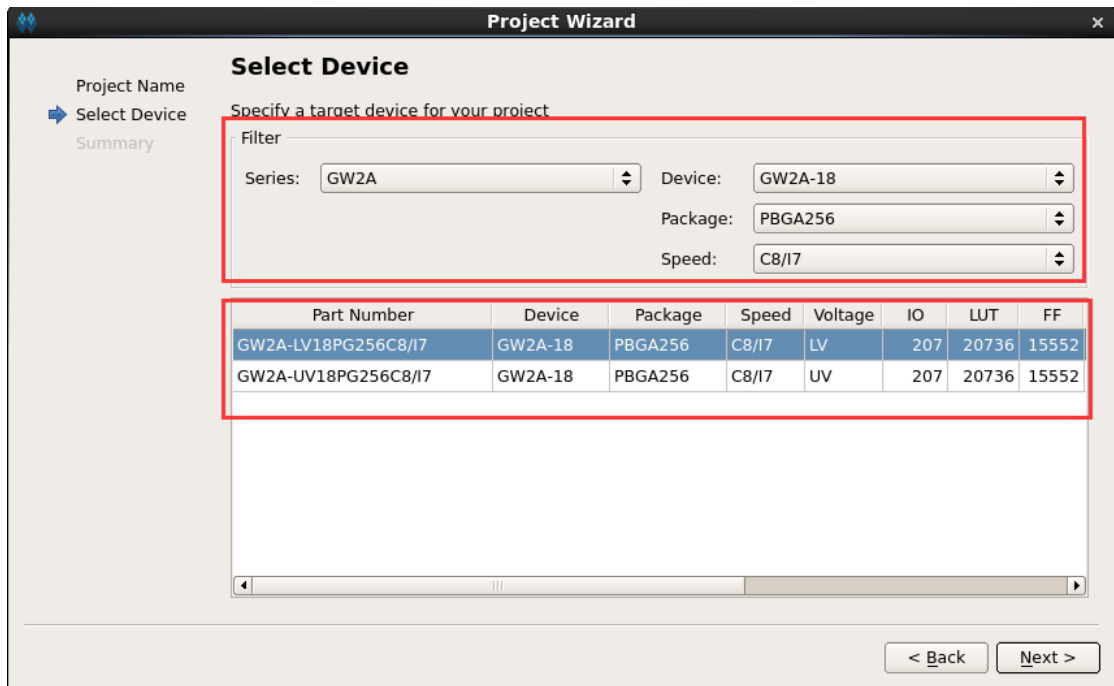 Project Wizard
Project Name
Select Device
Summary
Select Device
Specify a target device for your project
Filter
Series: GW2A Device: GW2A-18
Package: PBGA256
Speed: C8/I7
Part Number Device Package Speed Voltage IO LUT FF
GW2A-LV18PG256C8/I7 GW2A-18 PBGA256 C8/I7 LV 207 20736 15552
GW2A-UV18PG256C8/I7 GW2A-18 PBGA256 C8/I7 UV 207 20736 15552
< Back Next >